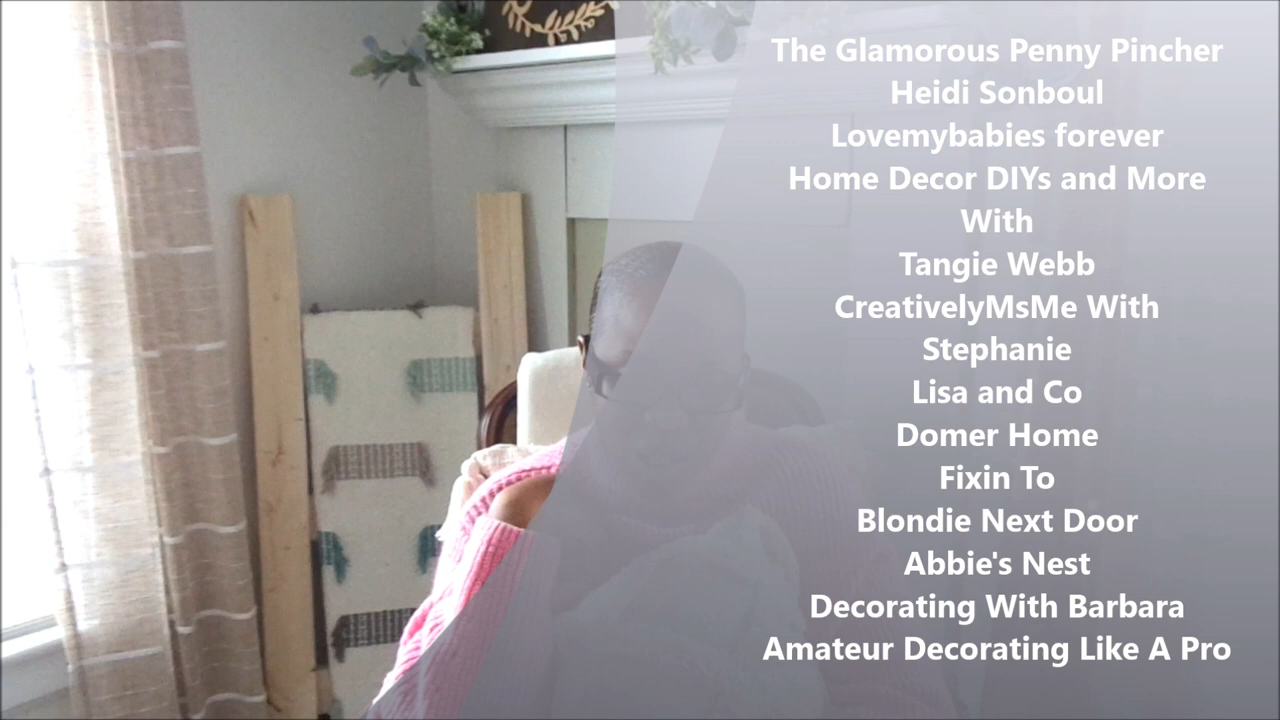 The Glamorous Penny Pincher
Heidi Sonboul
Lovemybabies forever
Home Decor DIYs and More
With
Tangie Webb
CreativelyMsMe With
Stephanie
Lisa and Co
Domer Home
Fixin To
Blondie Next Door
Abbie's Nest
Decorating With Barbara
Amateur Decorating Like A Pro